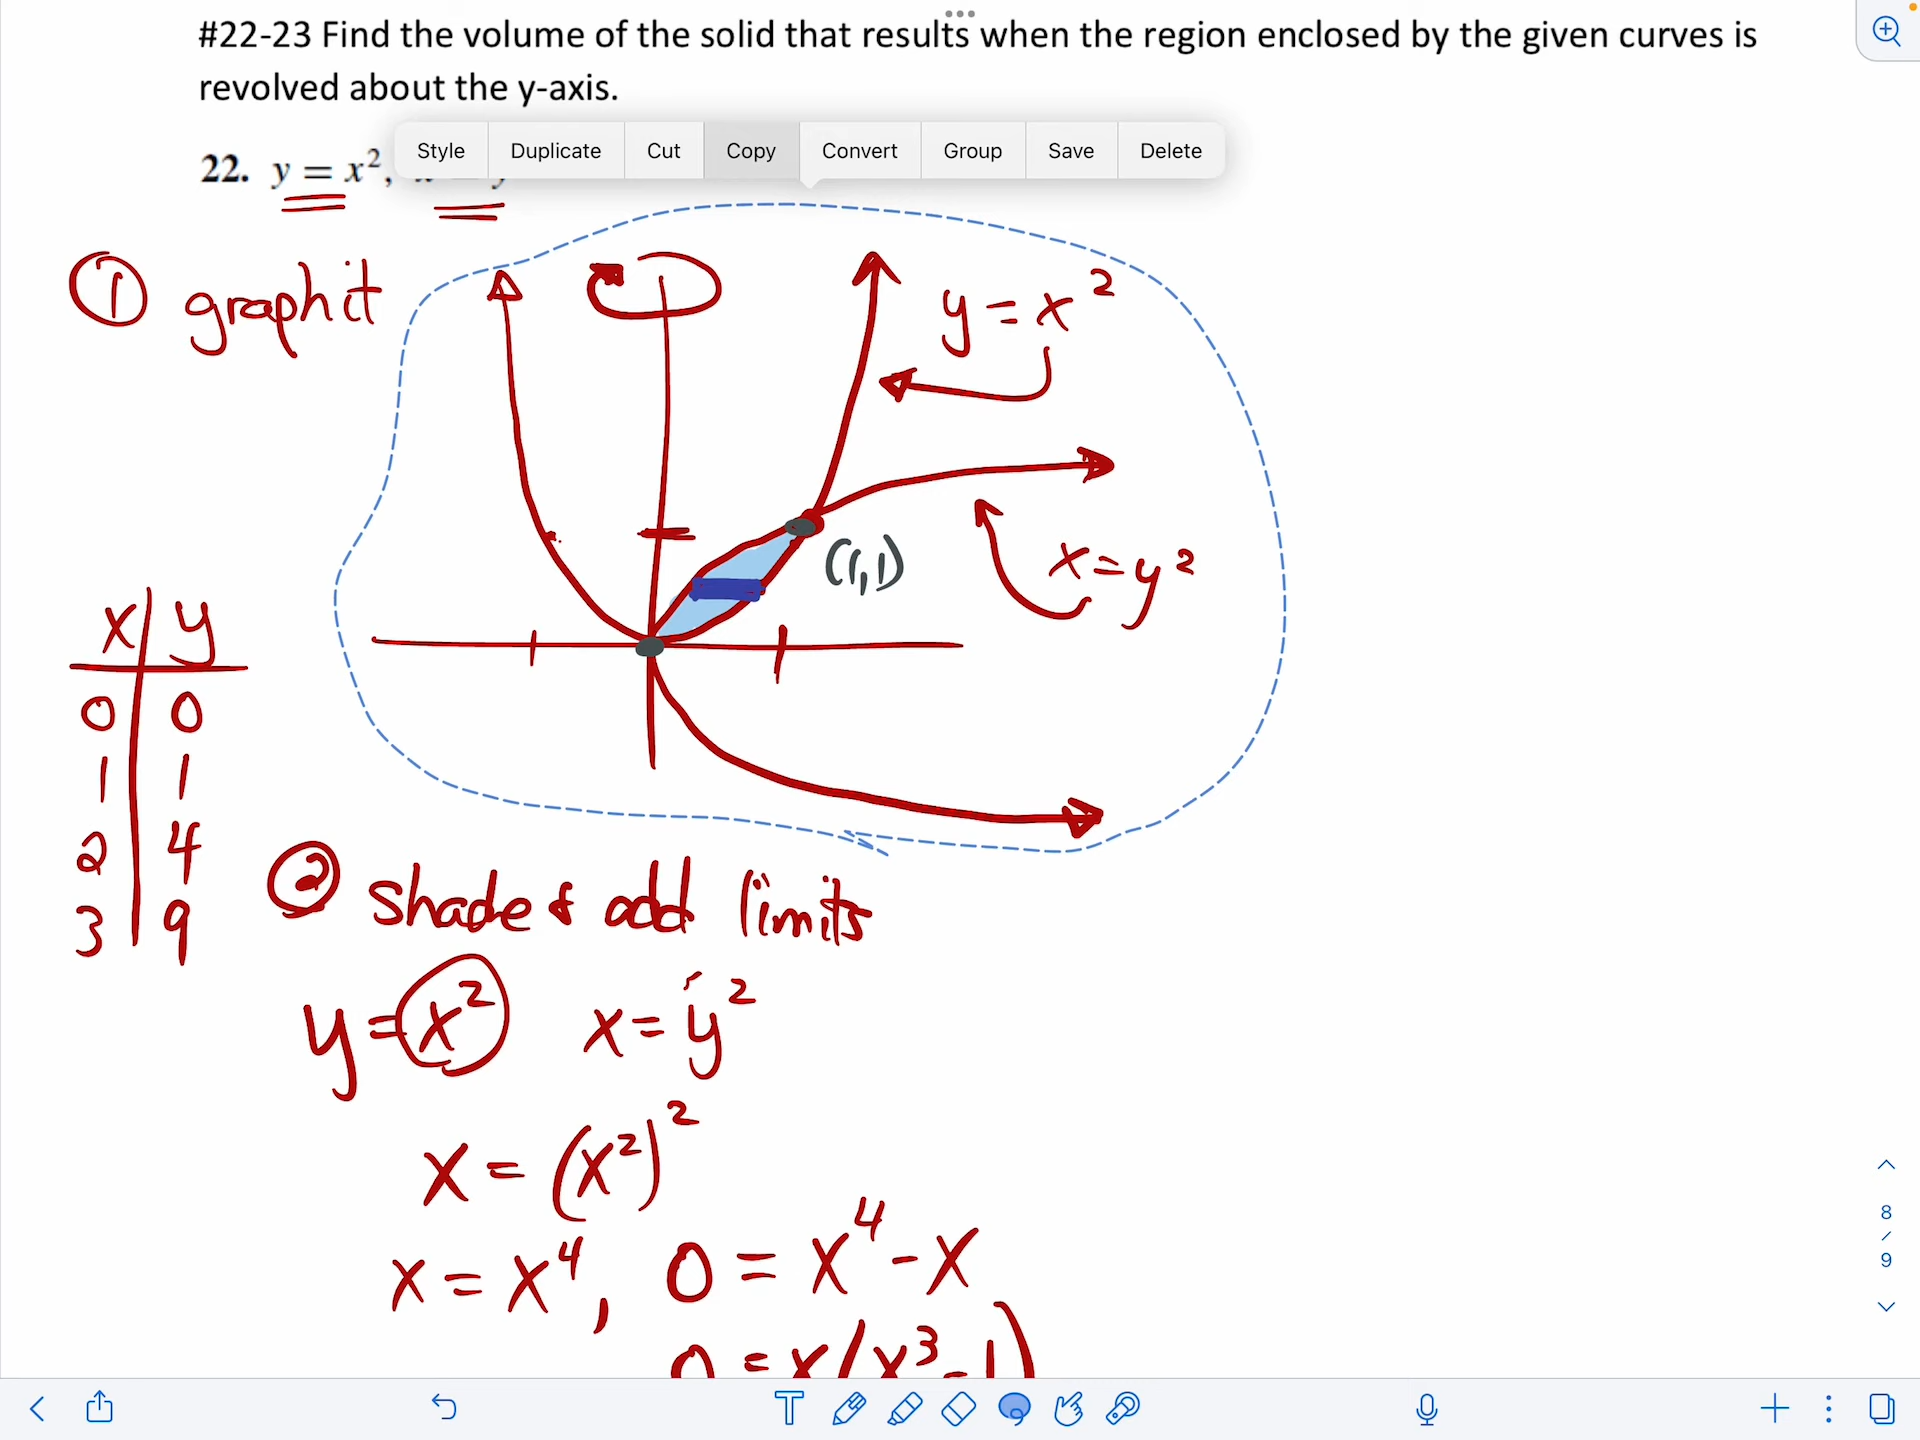 #22-23 Find the volume of the solid that results when the region enclosed by the given curves is
revolved about the y-axis.
Style Duplicate Cut Copy Convert Group Save Delete
22. y = x²,
① graph it
y = x²
x = y²
(1,1)
x y
0 0
1 1
2 4
3 9
② shade & add limits
y = x² x = y²
x = (x²)²
x = x⁴, 0 = x⁴ - x
0 = x(x³ - 1)
8
/
9
T